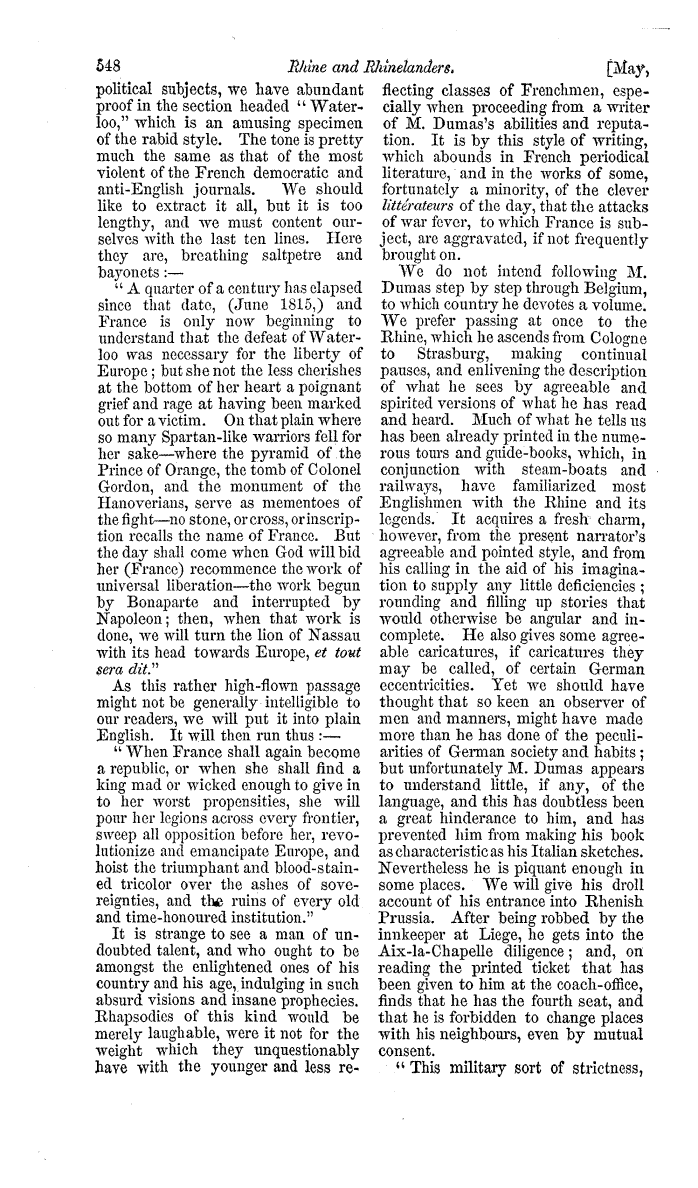 548
Rhine and Rhinelanders.
[May,
political subjects, we have abundant
proof in the section headed “ Water-
loo,” which is an amusing specimen
of the rabid style. The tone is pretty
much the same as that of the most
violent of the French democratic and
anti-English journals. We should
like to extract it all, but it is too
lengthy, and we must content our-
selves with the last ten lines. Here
they are, breathing saltpetre and
bayonets :—
“ A quarter of a century has elapsed
since that date, (June 1815,) and
France is only now beginning to
understand that the defeat of Water-
loo was necessary for the liberty of
Europe ; but she not the less cherishes
at the bottom of her heart a poignant
grief and rage at having been marked
out for a victim. On that plain where
so many Spartan-like warriors fell for
her sake—where the pyramid of the
Prince of Orange, the tomb of Colonel
Gordon, and the monument of the
Hanoverians, serve as mementoes of
the fight—no stone, or cross, or inscrip-
tion recalls the name of France. But
the day shall come when God will bid
her (France) recommence the work of
universal liberation—the work begun
by Bonaparte and interrupted by
Napoleon ; then, when that work is
done, we will turn the lion of Nassau
with its head towards Europe, et tout
sera dit.”
As this rather high-flown passage
might not be generally intelligible to
our readers, we will put it into plain
English. It will then run thus :—
“ When France shall again become
a republic, or when she shall find a
king mad or wicked enough to give in
to her worst propensities, she will
pour her legions across every frontier,
sweep all opposition before her, revo-
lutionize and emancipate Europe, and
hoist the triumphant and blood-stain-
ed tricolor over the ashes of sove-
reignties, and the ruins of every old
and time-honoured institution.”
It is strange to see a man of un-
doubted talent, and who ought to be
amongst the enlightened ones of his
country and his age, indulging in such
absurd visions and insane prophecies.
Rhapsodies of this kind would be
merely laughable, were it not for the
weight which they unquestionably
have with the younger and less re-
flecting classes of Frenchmen, espe-
cially when proceeding from a writer
of M. Dumas's abilities and reputa-
tion. It is by this style of writing,
which abounds in French periodical
literature, and in the works of some,
fortunately a minority, of the clever
littérateurs of the day, that the attacks
of war fever, to which France is sub-
ject, are aggravated, if not frequently
brought on.
We do not intend following M.
Dumas step by step through Belgium,
to which country he devotes a volume.
We prefer passing at once to the
Rhine, which he ascends from Cologne
to Strasburg, making continual
pauses, and enlivening the description
of what he sees by agreeable and
spirited versions of what he has read
and heard. Much of what he tells us
has been already printed in the nume-
rous tours and guide-books, which, in
conjunction with steam-boats and
railways, have familiarized most
Englishmen with the Rhine and its
legends. It acquires a fresh charm,
however, from the present narrator's
agreeable and pointed style, and from
his calling in the aid of his imagina-
tion to supply any little deficiencies ;
rounding and filling up stories that
would otherwise be angular and in-
complete. He also gives some agree-
able caricatures, if caricatures they
may be called, of certain German
eccentricities. Yet we should have
thought that so keen an observer of
men and manners, might have made
more than he has done of the peculi-
arities of German society and habits ;
but unfortunately M. Dumas appears
to understand little, if any, of the
language, and this has doubtless been
a great hinderance to him, and has
prevented him from making his book
as characteristic as his Italian sketches.
Nevertheless he is piquant enough in
some places. We will give his droll
account of his entrance into Rhenish
Prussia. After being robbed by the
innkeeper at Liege, he gets into the
Aix-la-Chapelle diligence ; and, on
reading the printed ticket that has
been given to him at the coach-office,
finds that he has the fourth seat, and
that he is forbidden to change places
with his neighbours, even by mutual
consent.
“ This military sort of strictness,